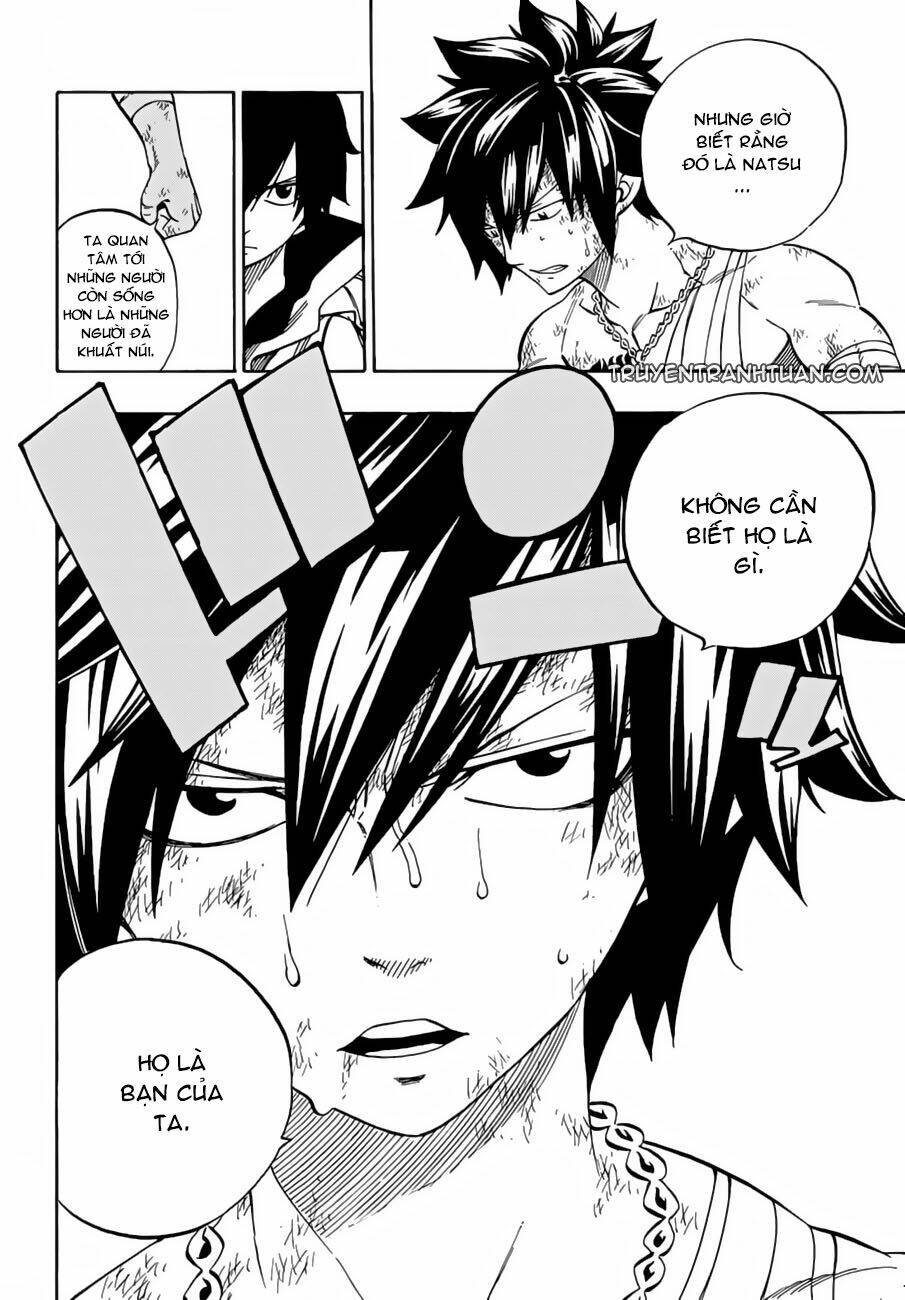 NHƯNG GIỜ
BIẾT RẰNG
ĐÓ LÀ NATSU
...
TA QUAN
TÂM TỚI
NHỮNG NGƯỜI
CÒN SỐNG
HƠN LÀ NHỮNG
NGƯỜI ĐÃ
KHUẤT NÚI.
TRUYENTRANHTUAN.COM
KHÔNG CẦN
BIẾT HỌ LÀ
GÌ.
HỌ LÀ
BẠN CỦA
TA.